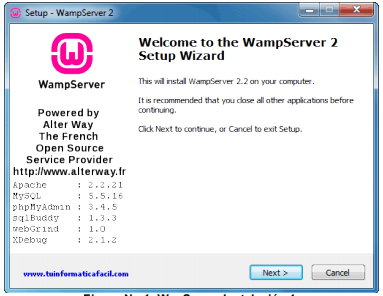 Setup - WampServer 2
WampServer
Powered by
Alter Way
The French
Open Source
Service Provider
http://www.alterway.fr
Apache : 2.2.21
MySQL : 5.5.16
phpMyAdmin : 3.4.5
sqlBuddy : 1.3.3
webGrind : 1.0
XDebug : 2.1.2
www.tuinformaticafacil.com
Welcome to the WampServer 2
Setup Wizard
This will install WampServer 2.2 on your computer.
It is recommended that you close all other applications before
continuing.
Click Next to continue, or Cancel to exit Setup.
Next >
Cancel